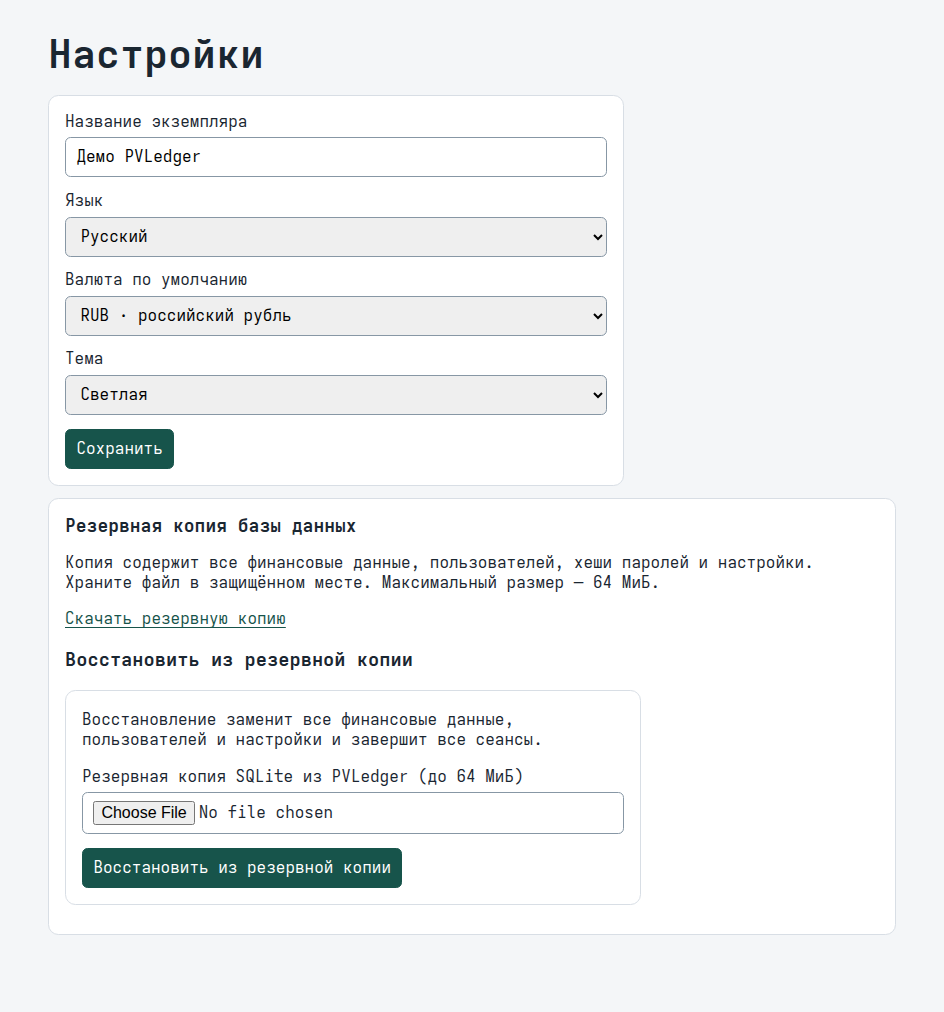 Настройки
Название экземпляра
Демо PVLedger
Язык
Русский
Валюта по умолчанию
RUB · российский рубль
Тема
Светлая
Сохранить
Резервная копия базы данных
Копия содержит все финансовые данные, пользователей, хеши паролей и настройки.
Храните файл в защищённом месте. Максимальный размер — 64 МиБ.
Скачать резервную копию
Восстановить из резервной копии
Восстановление заменит все финансовые данные,
пользователей и настройки и завершит все сеансы.
Резервная копия SQLite из PVLedger (до 64 МиБ)
Choose File No file chosen
Восстановить из резервной копии